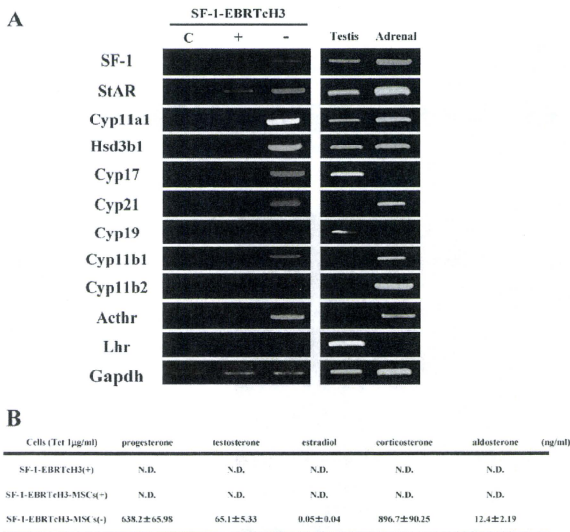 A
SF-1-EBRTcH3
C + - Testis Adrenal
SF-1
StAR
Cyp11a1
Hsd3b1
Cyp17
Cyp21
Cyp19
Cyp11b1
Cyp11b2
Acthr
Lhr
Gapdh
B
Cells (Tet 1μg/ml) progesterone testosterone estradiol corticosterone aldosterone (ng/ml)
SF-1-EBRTcH3(+) N.D. N.D. N.D. N.D. N.D.
SF-1-EBRTcH3-MSCs(+) N.D. N.D. N.D. N.D. N.D.
SF-1-EBRTcH3-MSCs(-) 638.2±65.98 65.1±5.33 0.05±0.04 896.7±90.25 12.4±2.19